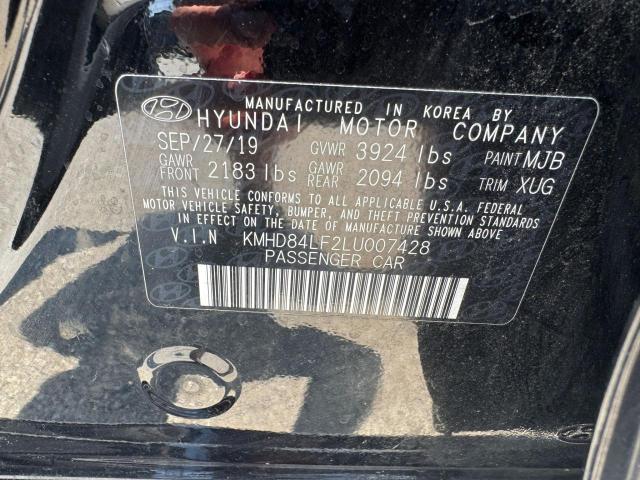 MANUFACTURED IN KOREA BY
HYUNDAI MOTOR COMPANY
SEP/27/19 GVWR 3924 lbs PAINT MJB
GAWR FRONT 2183 lbs GAWR REAR 2094 lbs TRIM XUG
THIS VEHICLE CONFORMS TO ALL APPLICABLE U.S.A. FEDERAL
MOTOR VEHICLE SAFETY, BUMPER, AND THEFT PREVENTION STANDARDS
IN EFFECT ON THE DATE OF MANUFACTURE SHOWN ABOVE.
V.I.N KMHD84LF2LU007428
PASSENGER CAR